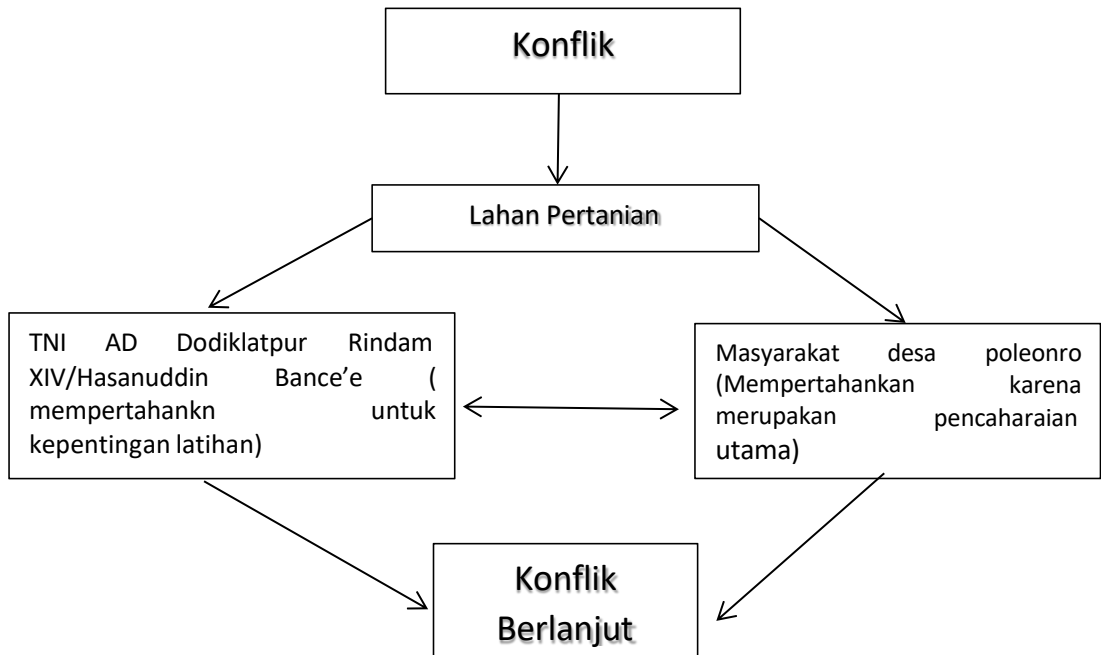 Konflik
Lahan Pertanian
TNI AD Dodiklatpur Rindam
XIV/Hasanuddin Bance’e (
mempertahankn untuk
kepentingan latihan)
Masyarakat desa poleonro
(Mempertahankan karena
merupakan pencaharaian
utama)
Konflik
Berlanjut